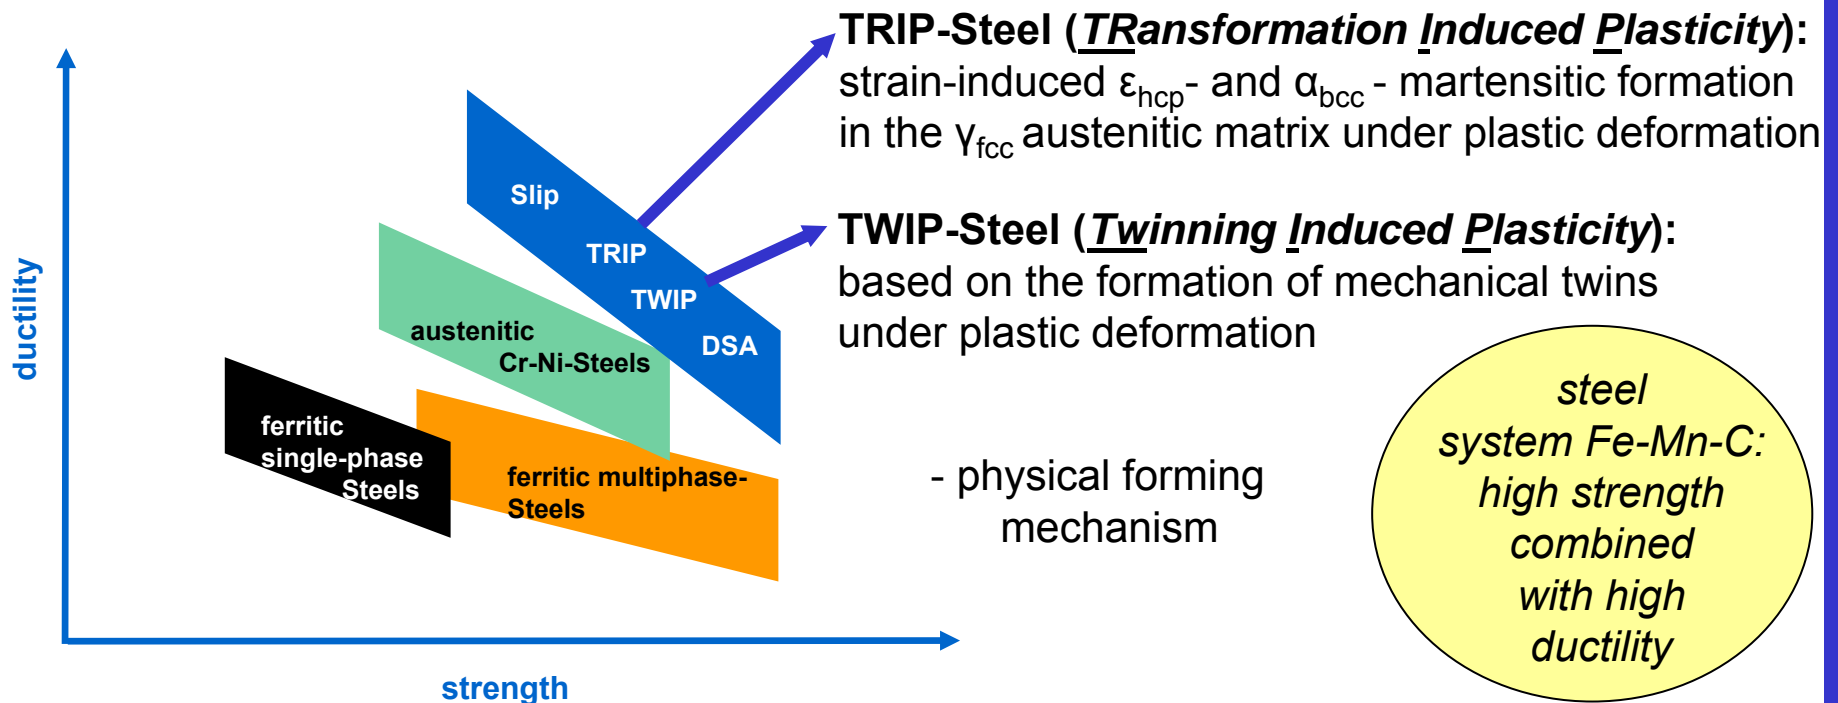 TRIP-Steel (TRansformation Induced Plasticity):
strain-induced εhcp- and αbcc - martensitic formation
in the γfcc austenitic matrix under plastic deformation
TWIP-Steel (Twinning Induced Plasticity):
based on the formation of mechanical twins
under plastic deformation
ductility
strength
Slip
TRIP
TWIP
DSA
austenitic
Cr-Ni-Steels
ferritic
single-phase
Steels
ferritic multiphase-
Steels
- physical forming
mechanism
steel
system Fe-Mn-C:
high strength
combined
with high
ductility